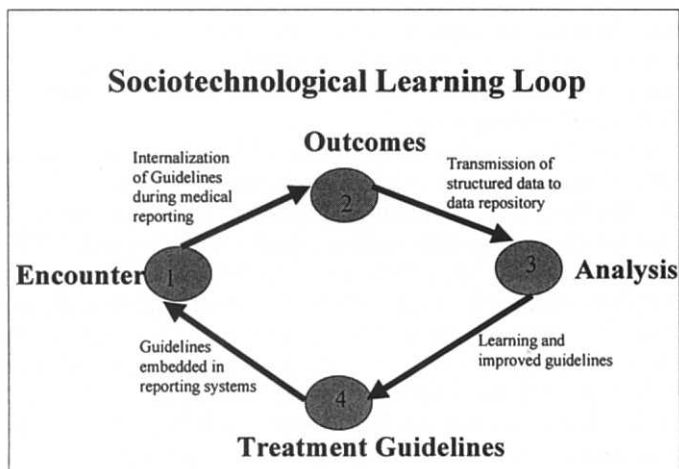 Sociotechnological Learning Loop
Outcomes
Internalization
of Guidelines
during medical
reporting
Transmission of
structured data to
data repository
2
Encounter
1
3
Analysis
Guidelines
embedded in
reporting systems
Learning and
improved guidelines
4
Treatment Guidelines